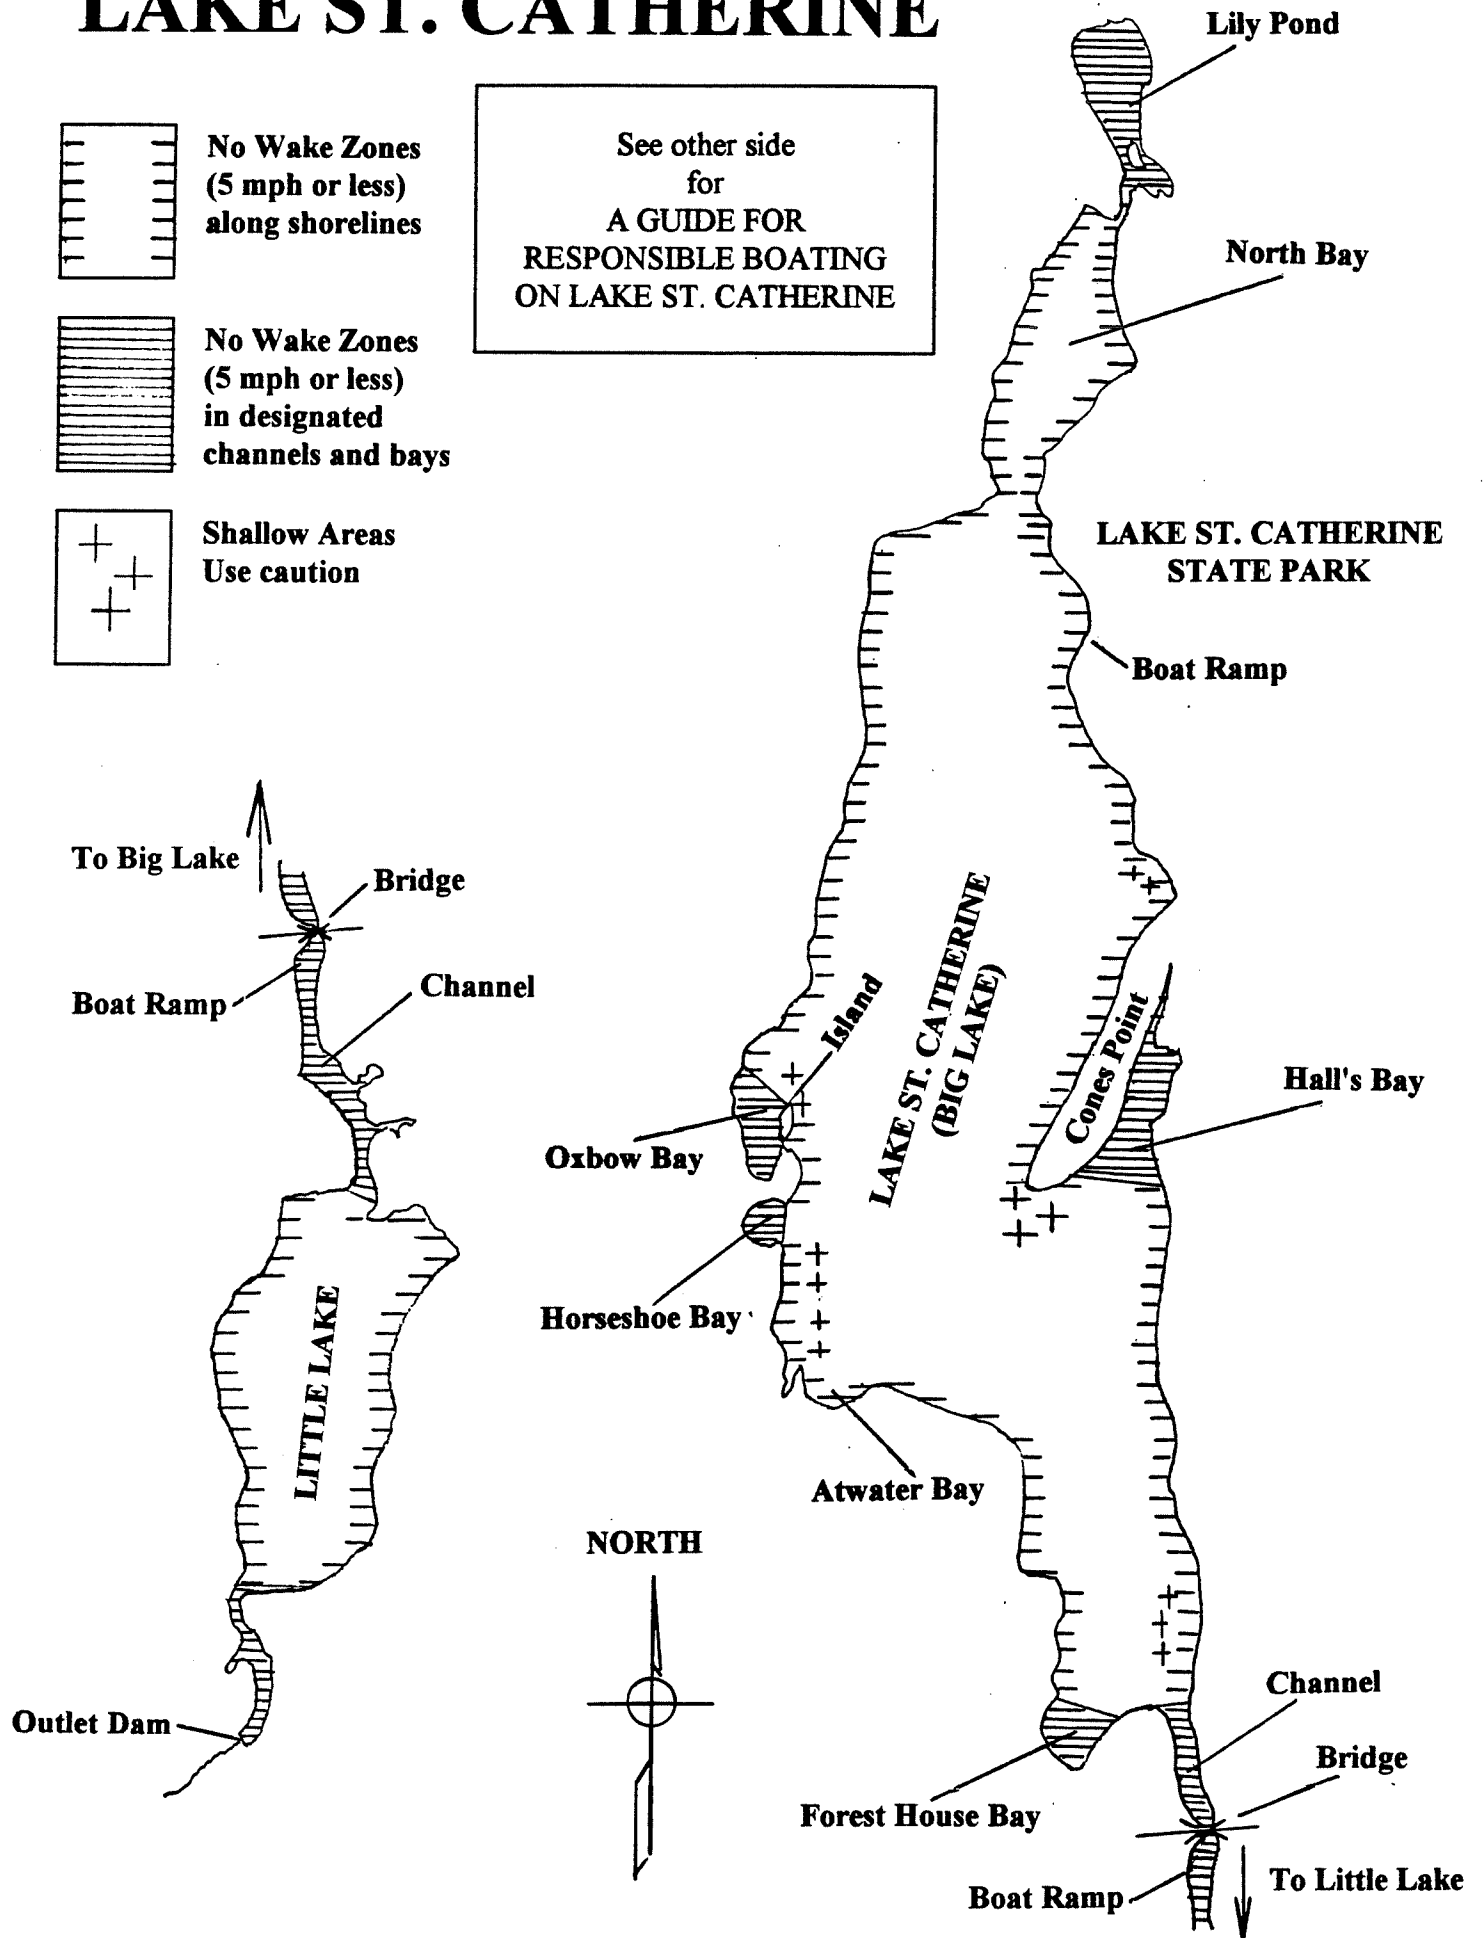 LAKE ST. CATHERINE
No Wake Zones
(5 mph or less)
along shorelines
No Wake Zones
(5 mph or less)
in designated
channels and bays
Shallow Areas
Use caution
See other side
for
A GUIDE FOR
RESPONSIBLE BOATING
ON LAKE ST. CATHERINE
Lily Pond
North Bay
LAKE ST. CATHERINE
STATE PARK
Boat Ramp
To Big Lake
Bridge
Boat Ramp
Channel
LITTLE LAKE
Outlet Dam
Island
LAKE ST. CATHERINE
(BIG LAKE)
Cones Point
Hall's Bay
Oxbow Bay
Horseshoe Bay
Atwater Bay
NORTH
Channel
Bridge
Forest House Bay
Boat Ramp
To Little Lake